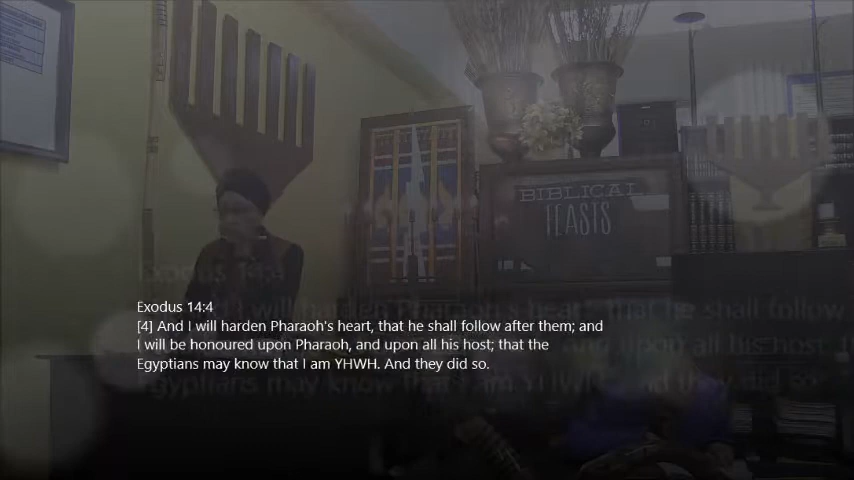 BIBLICAL
FEASTS
Exodus 14:4
[4] And I will harden Pharaoh's heart, that he shall follow after them; and
I will be honoured upon Pharaoh, and upon all his host; that the
Egyptians may know that I am YHWH. And they did so.